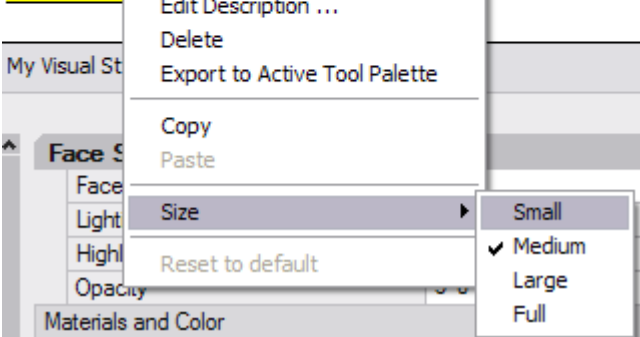 Edit Description ...
Delete
My Visual St
Export to Active Tool Palette
Copy
Face S
Paste
Face
Size
Small
Light
Medium
Highl
Reset to default
Large
Opacity
Full
Materials and Color